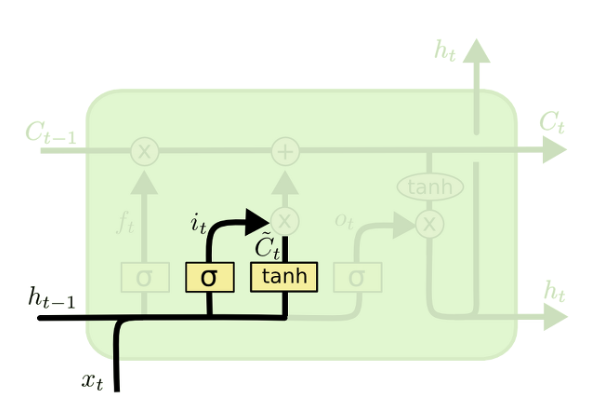 h_t
C_{t-1} C_t
x +
tanh
f_t i_t x o_t x
C̃_t
σ σ tanh σ
h_{t-1} h_t
x_t